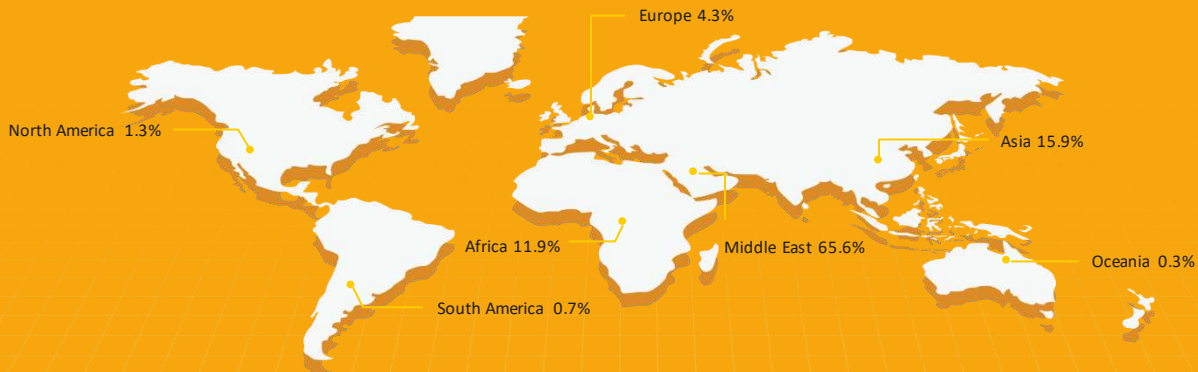 Europe 4.3%
North America 1.3%
Asia 15.9%
Africa 11.9%
Middle East 65.6%
Oceania 0.3%
South America 0.7%